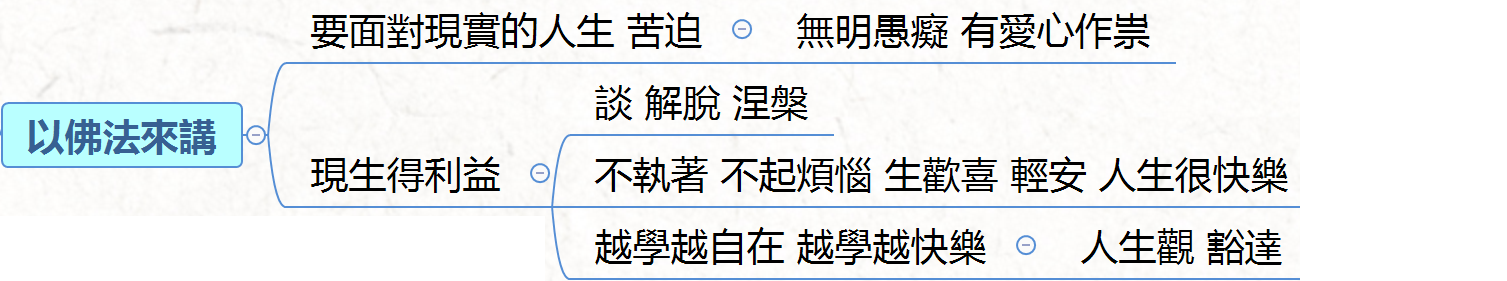 要面對現實的人生 苦迫
無明愚癡 有愛心作祟
以佛法來講
現生得利益
談 解脫 涅槃
不執著 不起煩惱 生歡喜 輕安 人生很快樂
越學越自在 越學越快樂
人生觀 豁達